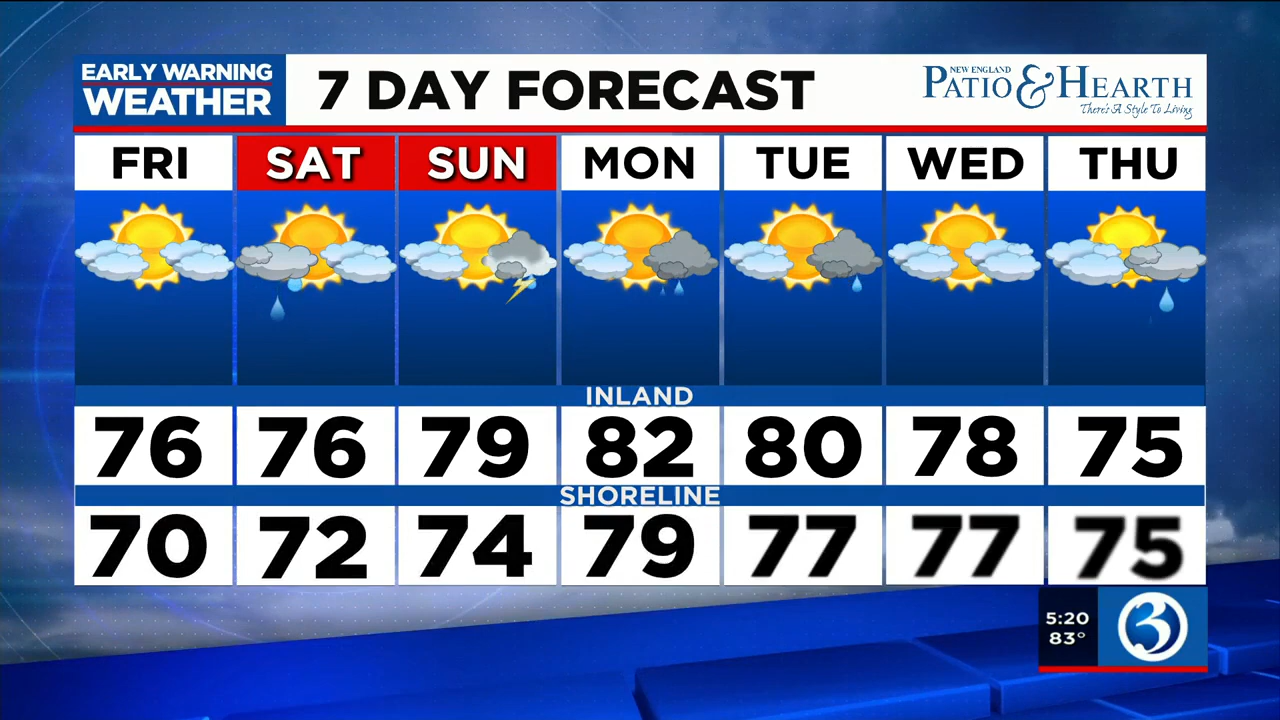 EARLY WARNING
WEATHER
7 DAY FORECAST
NEW ENGLAND
PATIO & HEARTH
There's A Style To Living
FRI SAT SUN MON TUE WED THU
INLAND
76 76 79 82 80 78 75
SHORELINE
70 72 74 79 77 77 75
5:20
83°
3